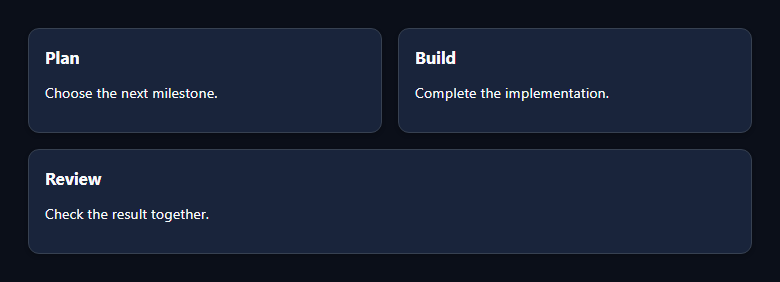 Plan
Choose the next milestone.
Build
Complete the implementation.
Review
Check the result together.